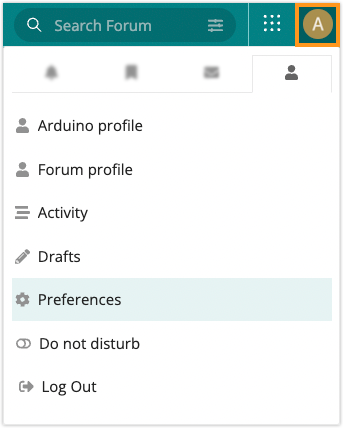 Search Forum
A
Arduino profile
Forum profile
Activity
Drafts
Preferences
Do not disturb
Log Out